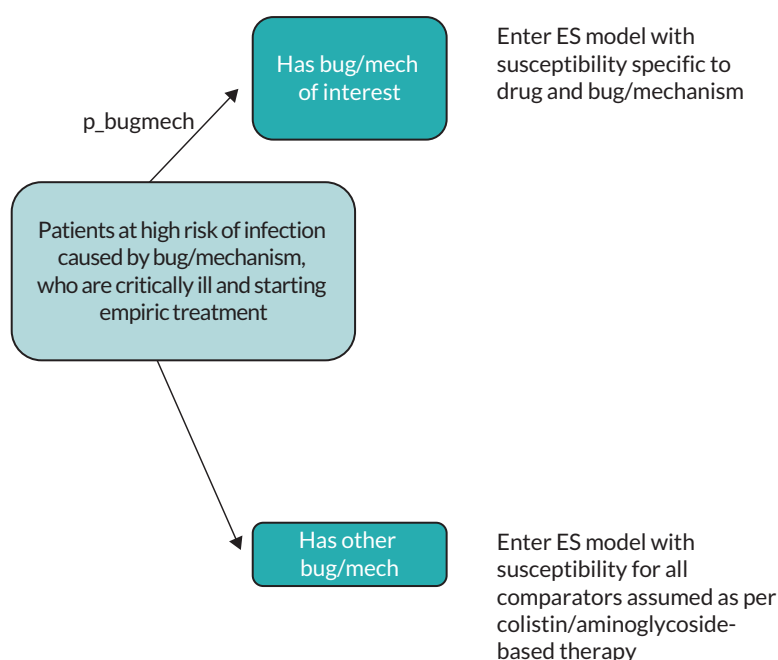 Has bug/mech
of interest
Enter ES model with
susceptibility specific to
drug and bug/mechanism
p_bugmech
Patients at high risk of infection
caused by bug/mechanism,
who are critically ill and starting
empiric treatment
Has other
bug/mech
Enter ES model with
susceptibility for all
comparators assumed as per
colistin/aminoglycoside-
based therapy